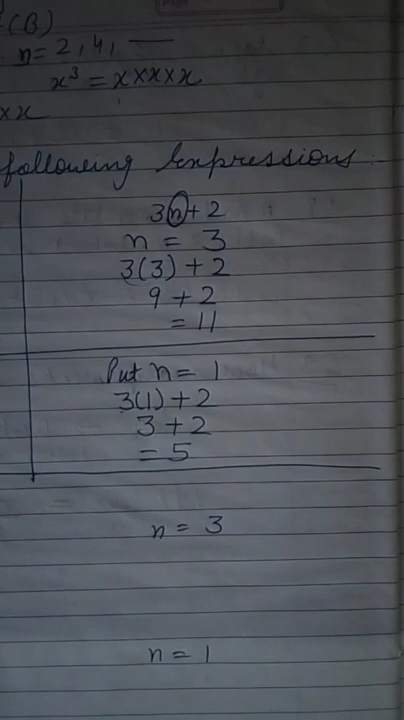 (B)
n = 2, 4, —
x³ = x×x×x
×x
following Expressions :-
3n + 2
n = 3
3(3) + 2
9 + 2
= 11
Put n = 1
3(1) + 2
3 + 2
= 5
n = 3
n = 1